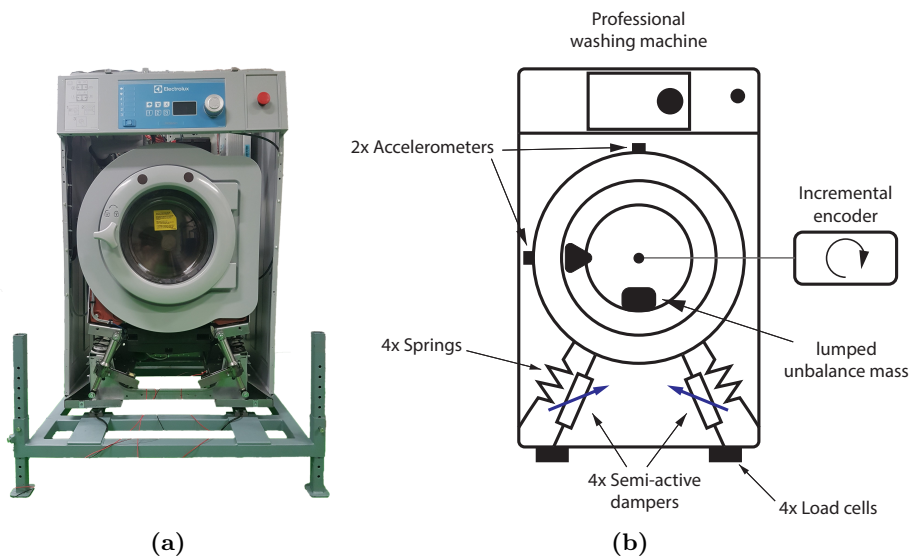 Electrolux
Professional
washing machine
2x Accelerometers
Incremental
encoder
4x Springs
lumped
unbalance mass
4x Semi-active
dampers
4x Load cells
(a)
(b)